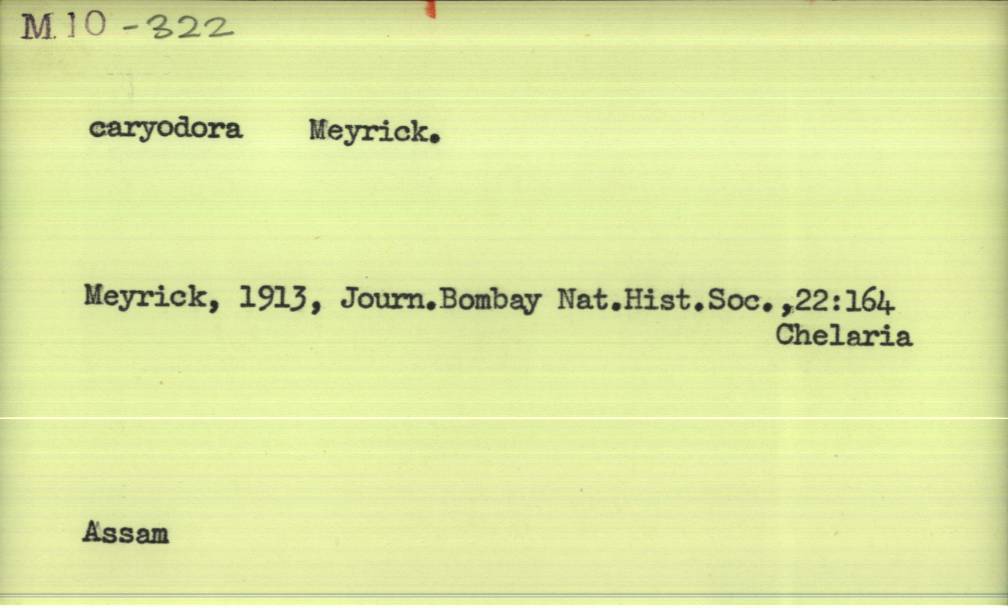 M.10 -322
caryodora Meyrick.
Meyrick, 1913, Journ.Bombay Nat.Hist.Soc.,22:164
Chelaria
Assam